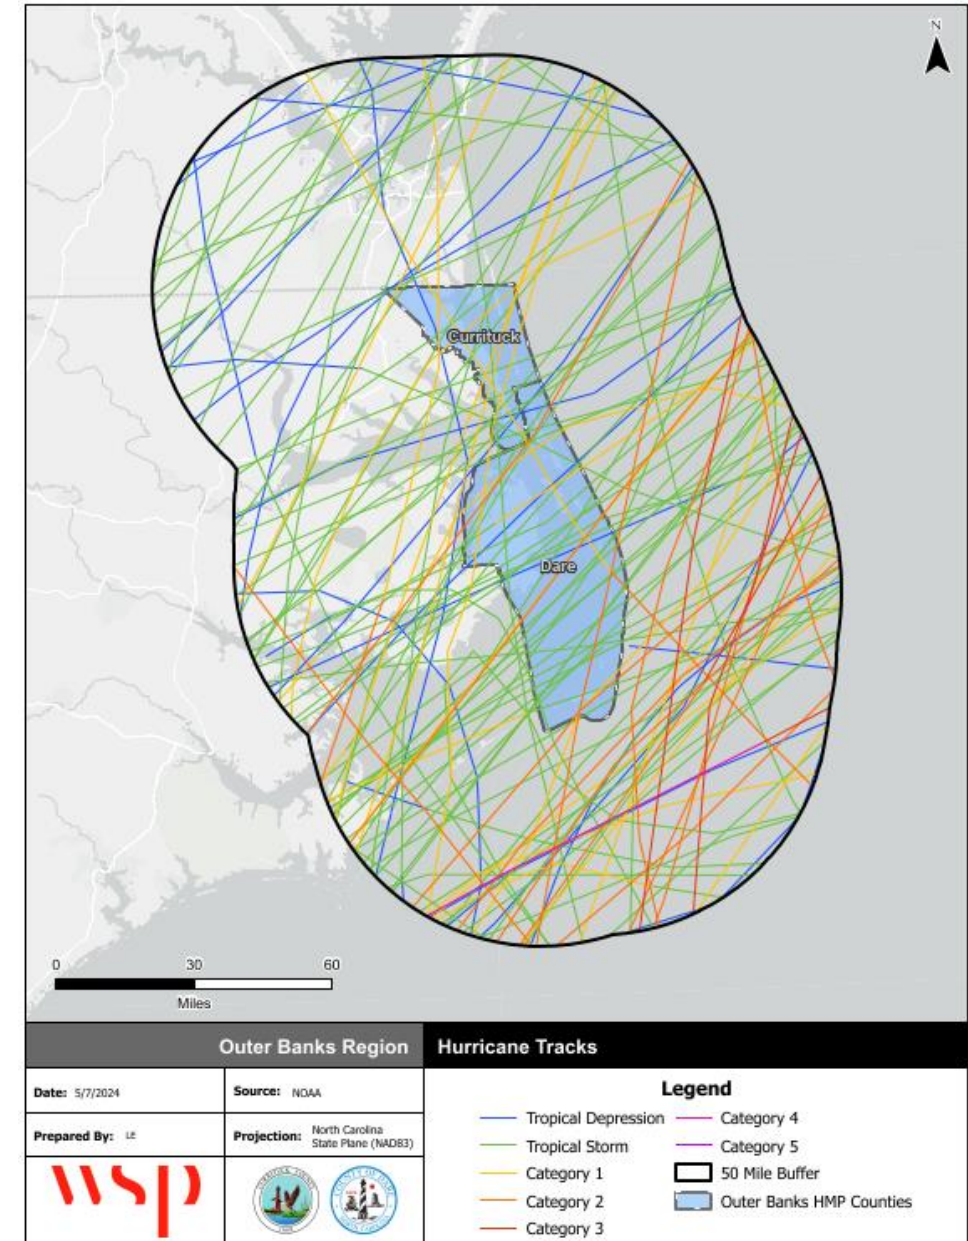 N
Currituck
Dare
0 30 60
Miles
Outer Banks Region Hurricane Tracks
Date: 5/7/2024
Source: NOAA
Prepared By: LE
Projection: North Carolina
State Plane (NAD83)
wsp
Legend
Tropical Depression
Tropical Storm
Category 1
Category 2
Category 3
Category 4
Category 5
50 Mile Buffer
Outer Banks HMP Counties